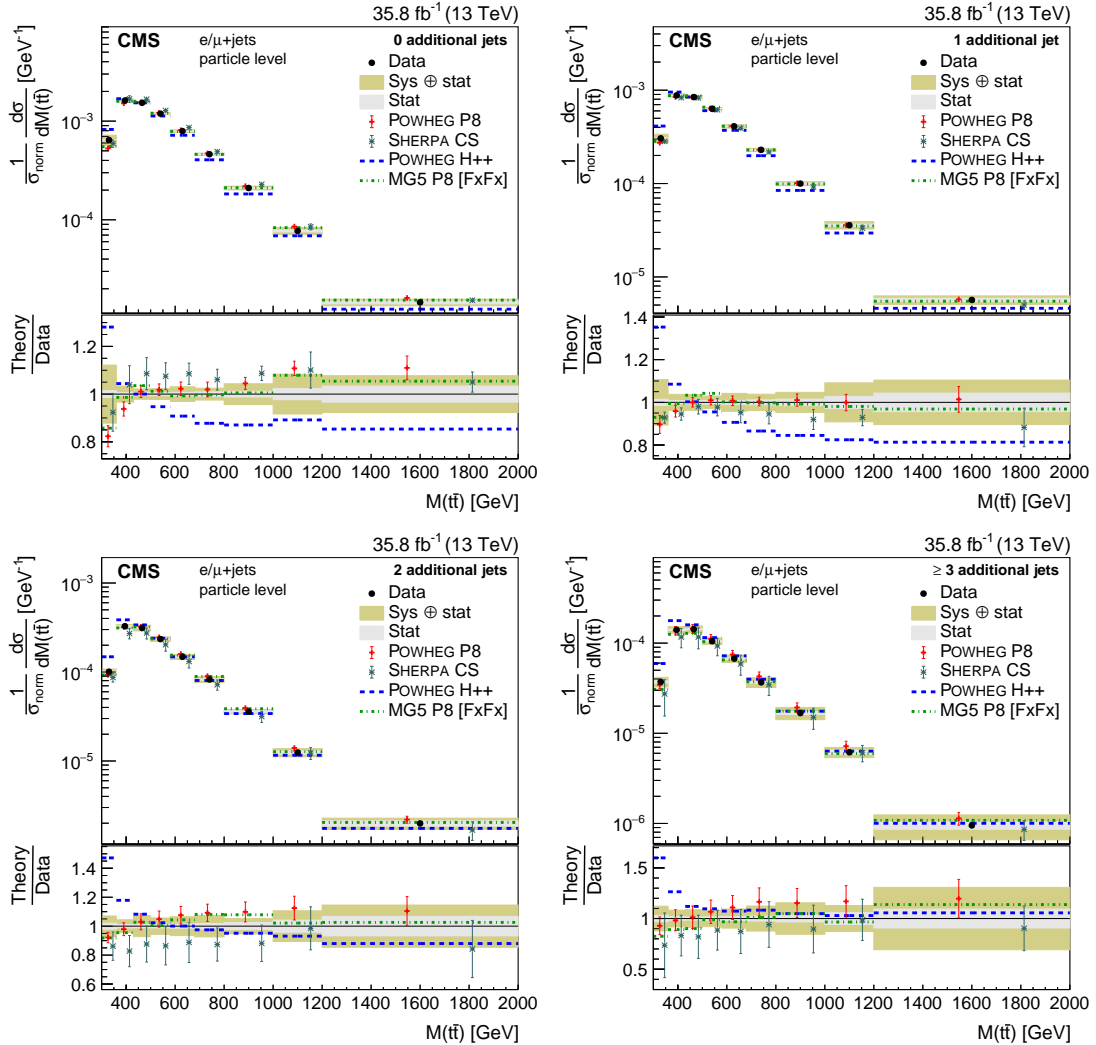 35.8 fb⁻¹ (13 TeV)
CMS e/μ+jets 0 additional jets
particle level
Data
Sys ⊕ stat
Stat
POWHEG P8
SHERPA CS
POWHEG H++
MG5 P8 [FxFx]
1/σnorm dσ/dM(tt̄) [GeV⁻¹]
10⁻³
10⁻⁴
Theory/Data
1.2
1
0.8
400 600 800 1000 1200 1400 1600 1800 2000
M(tt̄) [GeV]
35.8 fb⁻¹ (13 TeV)
CMS e/μ+jets 1 additional jet
particle level
Data
Sys ⊕ stat
Stat
POWHEG P8
SHERPA CS
POWHEG H++
MG5 P8 [FxFx]
1/σnorm dσ/dM(tt̄) [GeV⁻¹]
10⁻³
10⁻⁴
10⁻⁵
Theory/Data
1.4
1.2
1
0.8
400 600 800 1000 1200 1400 1600 1800 2000
M(tt̄) [GeV]
35.8 fb⁻¹ (13 TeV)
CMS e/μ+jets 2 additional jets
particle level
Data
Sys ⊕ stat
Stat
POWHEG P8
SHERPA CS
POWHEG H++
MG5 P8 [FxFx]
1/σnorm dσ/dM(tt̄) [GeV⁻¹]
10⁻³
10⁻⁴
10⁻⁵
Theory/Data
1.4
1.2
1
0.8
0.6
400 600 800 1000 1200 1400 1600 1800 2000
M(tt̄) [GeV]
35.8 fb⁻¹ (13 TeV)
CMS e/μ+jets ≥ 3 additional jets
particle level
Data
Sys ⊕ stat
Stat
POWHEG P8
SHERPA CS
POWHEG H++
MG5 P8 [FxFx]
1/σnorm dσ/dM(tt̄) [GeV⁻¹]
10⁻³
10⁻⁴
10⁻⁵
10⁻⁶
Theory/Data
1.5
1
0.5
400 600 800 1000 1200 1400 1600 1800 2000
M(tt̄) [GeV]